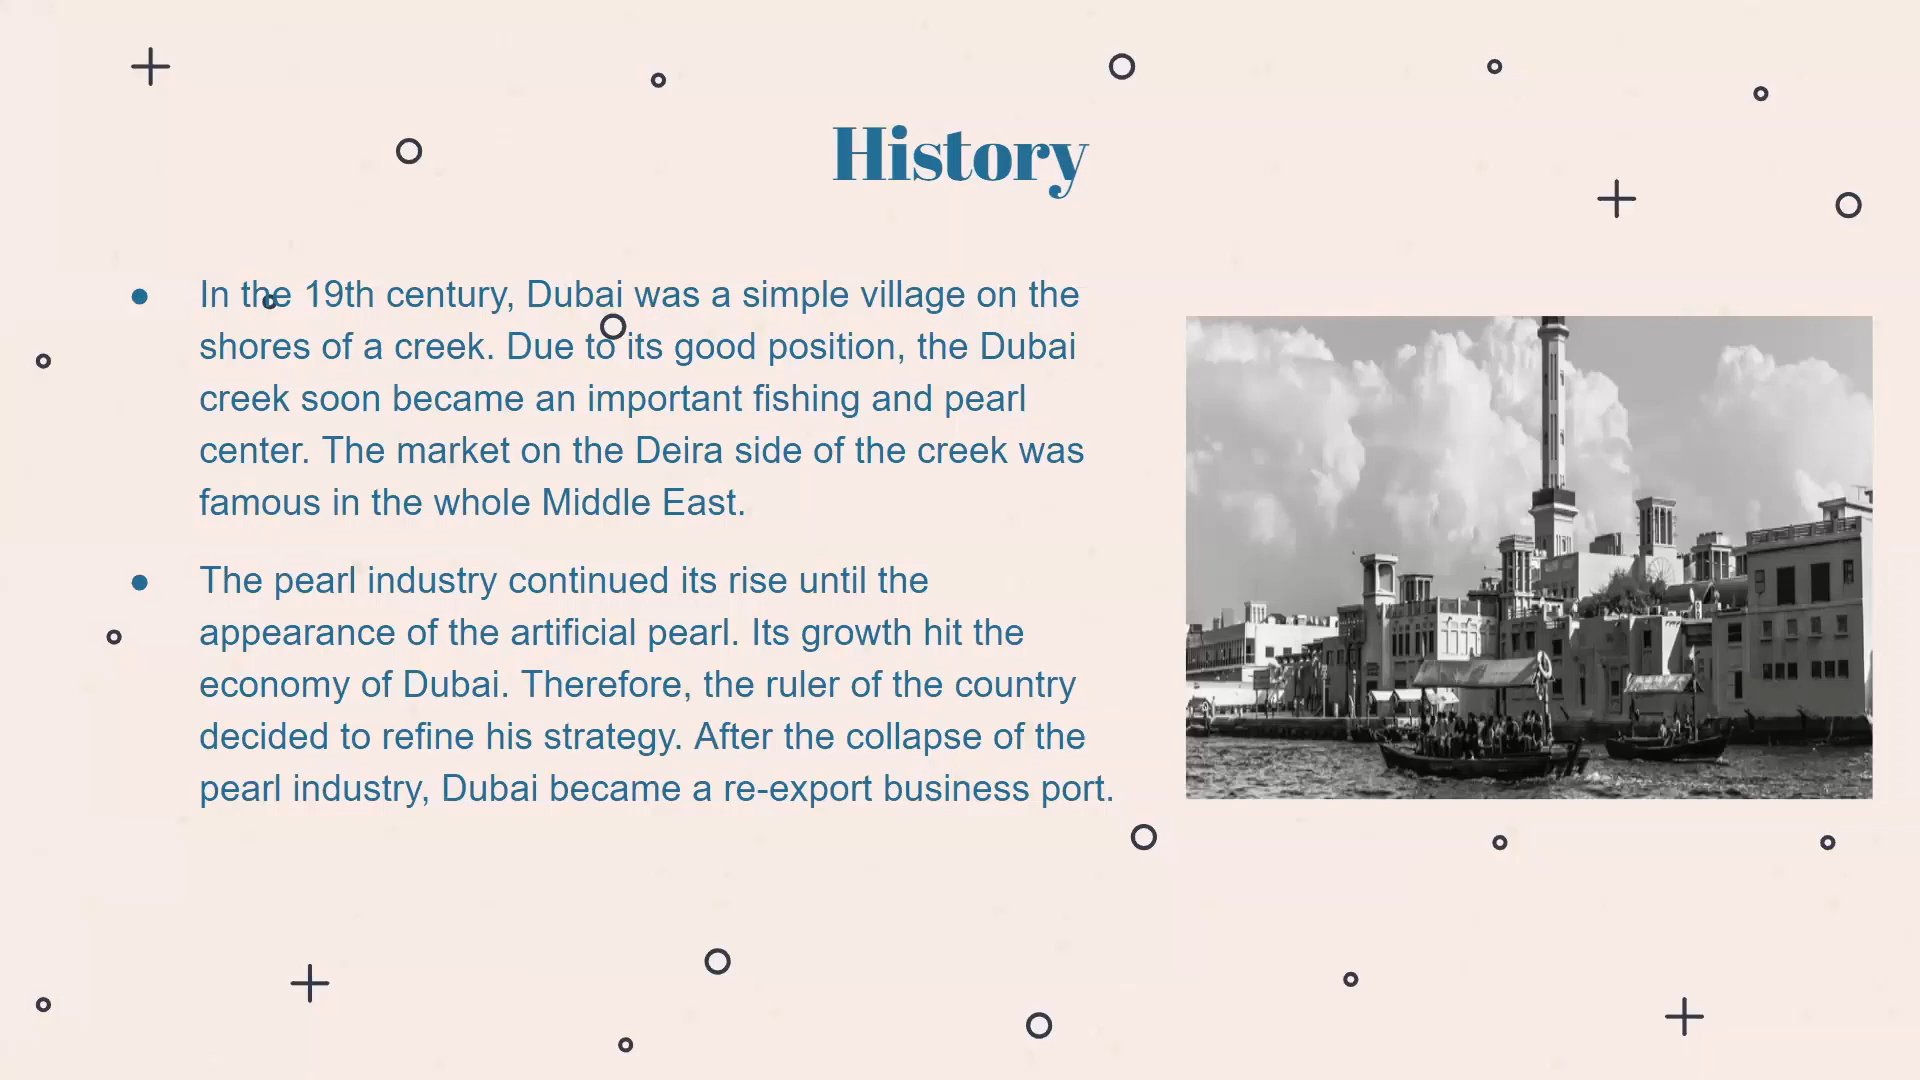 History
In the 19th century, Dubai was a simple village on the
shores of a creek. Due to its good position, the Dubai
creek soon became an important fishing and pearl
center. The market on the Deira side of the creek was
famous in the whole Middle East.
The pearl industry continued its rise until the
appearance of the artificial pearl. Its growth hit the
economy of Dubai. Therefore, the ruler of the country
decided to refine his strategy. After the collapse of the
pearl industry, Dubai became a re-export business port.